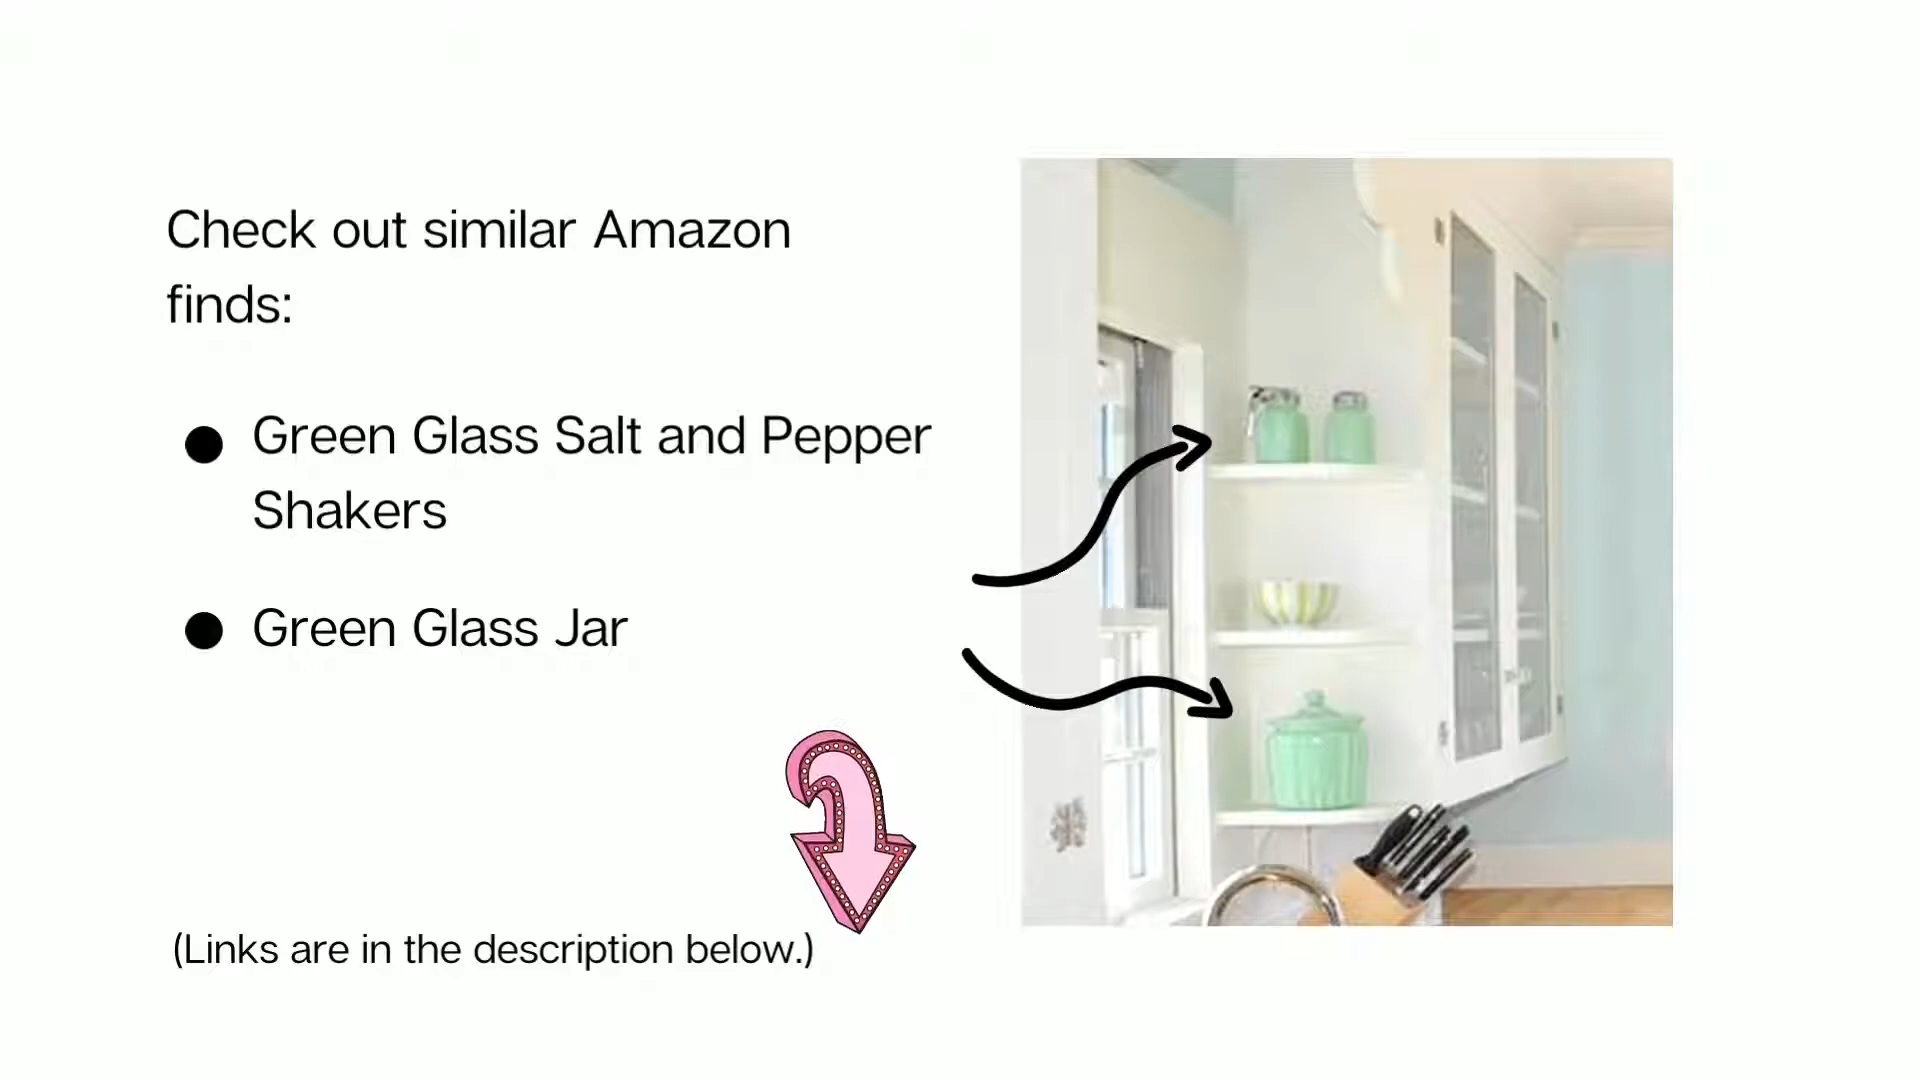 Check out similar Amazon
finds:
● Green Glass Salt and Pepper
Shakers
● Green Glass Jar
(Links are in the description below.)